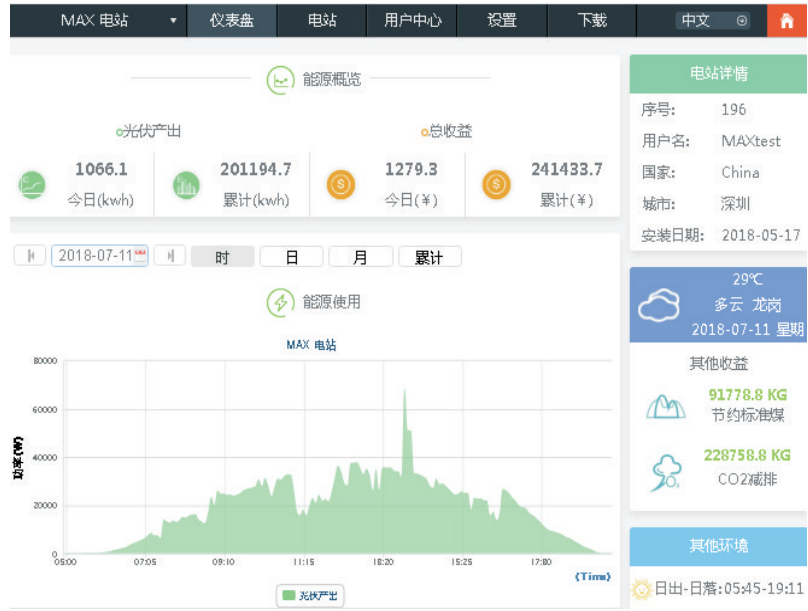 MAX 电站
仪表盘
电站
用户中心
设置
下载
中文
能源概览
光伏产出
总收益
1066.1
今日(kwh)
201194.7
累计(kwh)
1279.3
今日(¥)
241433.7
累计(¥)
2018-07-11
时
日
月
累计
能源使用
MAX 电站
功率(W)
80000
60000
40000
20000
0
05:00
07:05
09:10
11:15
13:20
15:25
17:30
(Time)
光伏产出
电站详情
序号: 196
用户名: MAXtest
国家: China
城市: 深圳
安装日期: 2018-05-17
29℃
多云 龙岗
2018-07-11 星期
其他收益
91778.8 KG
节约标准煤
228758.8 KG
CO2减排
其他环境
日出-日落:05:45-19:11